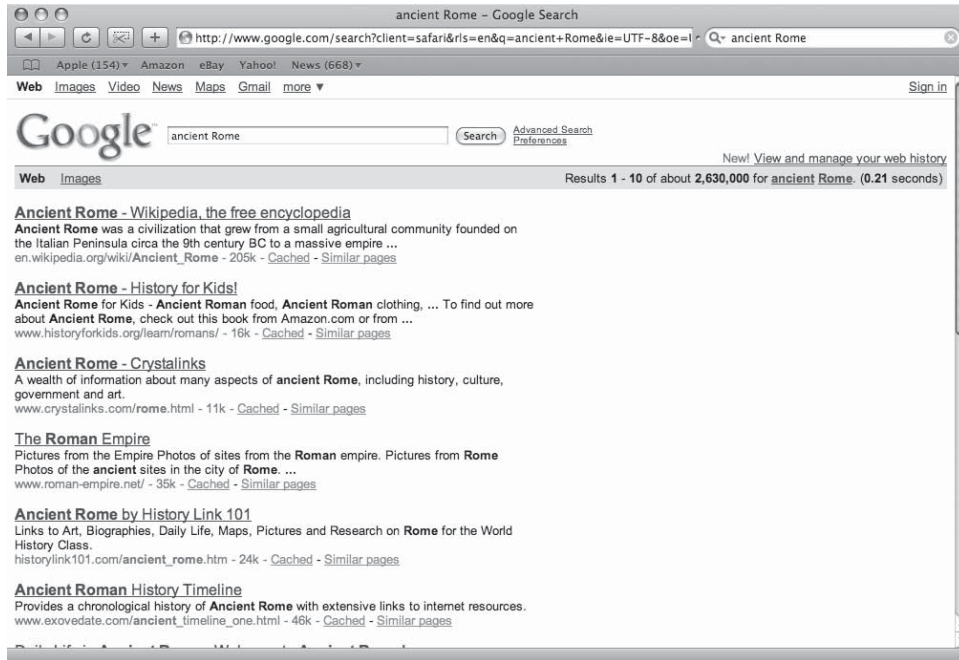 ancient Rome – Google Search
http://www.google.com/search?client=safari&rls=en&q=ancient+Rome&ie=UTF-8&oe= ancient Rome
Apple (154) Amazon eBay Yahoo! News (668)
Web Images Video News Maps Gmail more Sign in
Google ancient Rome Search Advanced Search
Preferences
New! View and manage your web history
Web Images Results 1 - 10 of about 2,630,000 for ancient Rome. (0.21 seconds)
Ancient Rome - Wikipedia, the free encyclopedia
Ancient Rome was a civilization that grew from a small agricultural community founded on
the Italian Peninsula circa the 9th century BC to a massive empire ...
en.wikipedia.org/wiki/Ancient_Rome - 205k - Cached - Similar pages
Ancient Rome - History for Kids!
Ancient Rome for Kids - Ancient Roman food, Ancient Roman clothing, ... To find out more
about Ancient Rome, check out this book from Amazon.com or from ...
www.historyforkids.org/learn/romans/ - 16k - Cached - Similar pages
Ancient Rome - Crystalinks
A wealth of information about many aspects of ancient Rome, including history, culture,
government and art.
www.crystalinks.com/rome.html - 11k - Cached - Similar pages
The Roman Empire
Pictures from the Empire Photos of sites from the Roman empire. Pictures from Rome
Photos of the ancient sites in the city of Rome. ...
www.roman-empire.net/ - 35k - Cached - Similar pages
Ancient Rome by History Link 101
Links to Art, Biographies, Daily Life, Maps, Pictures and Research on Rome for the World
History Class.
historylink101.com/ancient_rome.htm - 24k - Cached - Similar pages
Ancient Roman History Timeline
Provides a chronological history of Ancient Rome with extensive links to internet resources.
www.exovedate.com/ancient_timeline_one.html - 46k - Cached - Similar pages